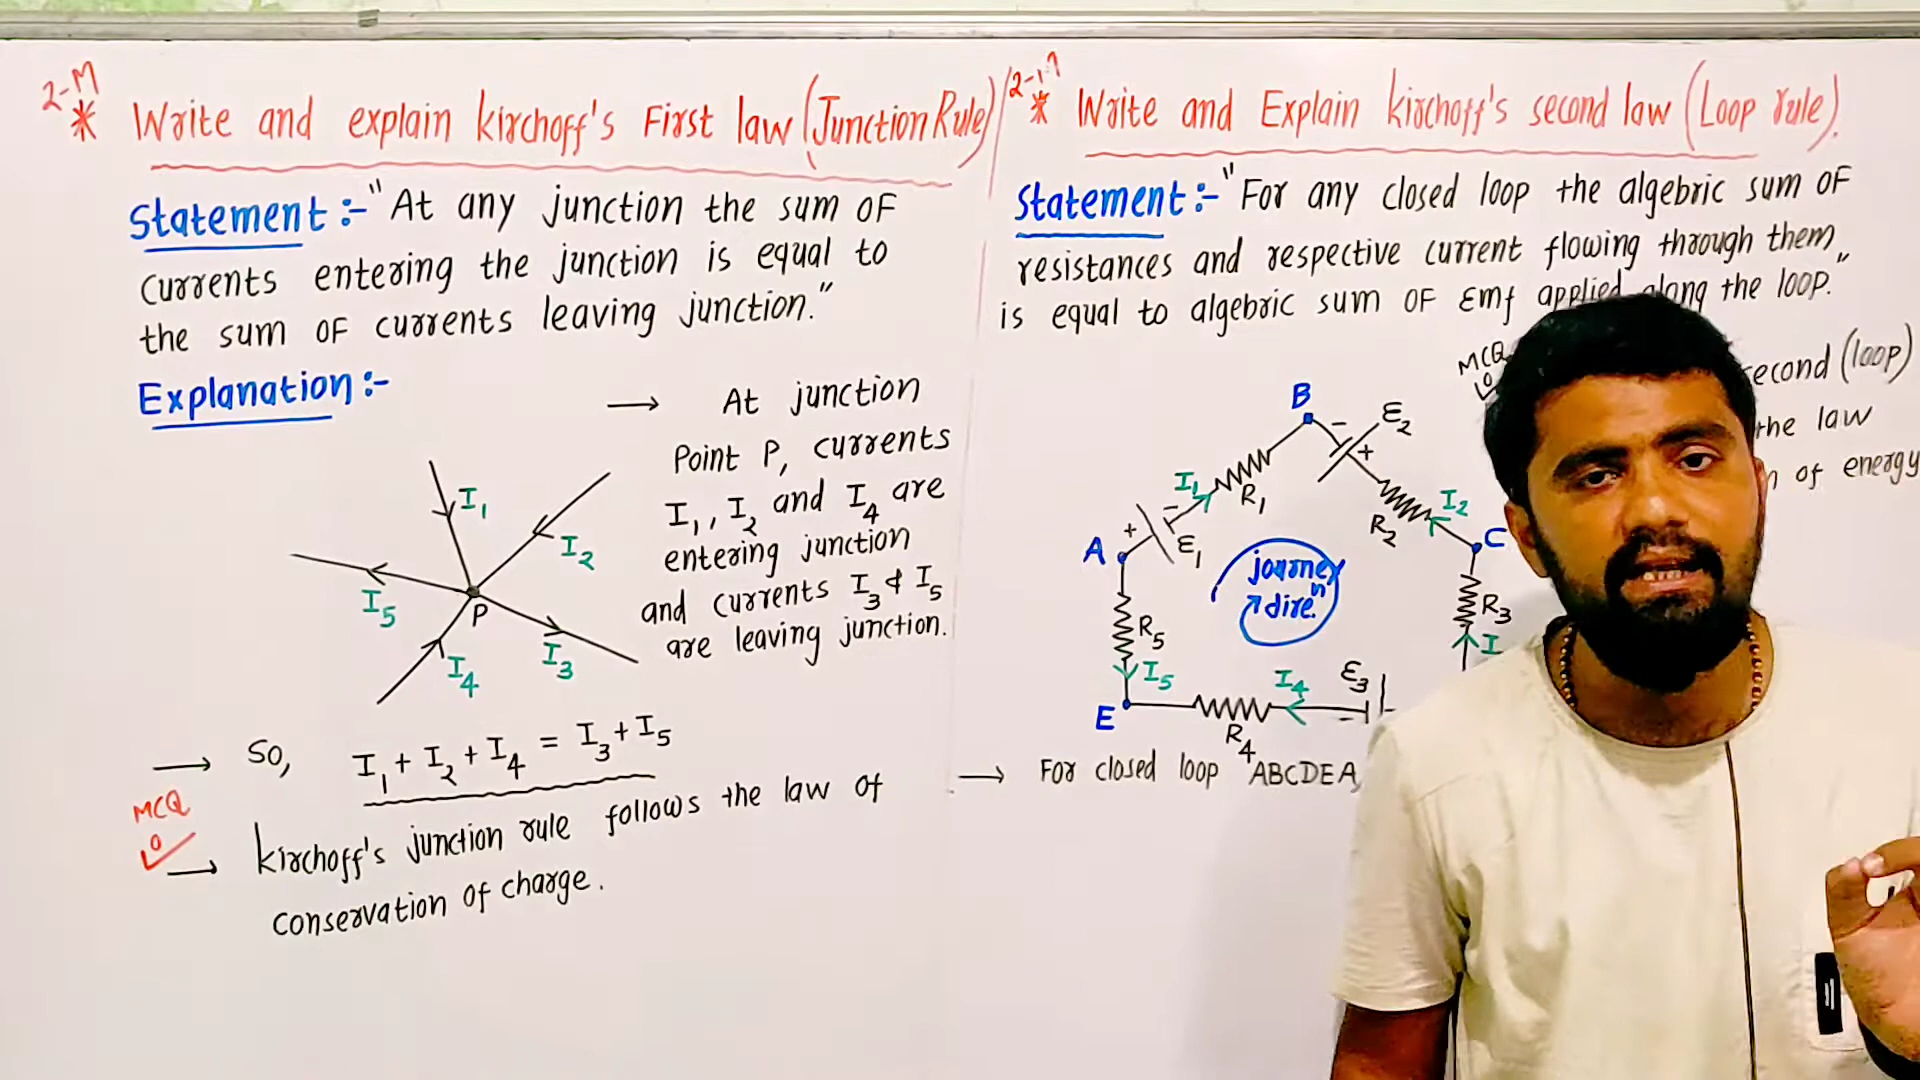 2-M
* Write and explain kirchoff's First law (Junction Rule)
Statement :- "At any junction the sum of
currents entering the junction is equal to
the sum of currents leaving junction."
Explanation :-
→ At junction
Point P, currents
I1, I2 and I4 are
entering junction
and currents I3 & I5
are leaving junction.
I1
I2
I5
P
I4
I3
→ So, I1 + I2 + I4 = I3 + I5
MCQ
→ kirchoff's junction rule follows the law of
conservation of charge.
* Write and Explain kirchoff's second law (Loop rule).
Statement :- "For any closed loop the algebric sum of
resistances and respective current flowing through them
is equal to algebric sum of Emf applied along the loop."
MCQ
second (loop)
the law
of energy
B
- ε2
+
I1
R1
R2
I2
C
A
+ -
ε1
journey
diren.
R3
I
R5
I5
E
R4
I4
ε3
-
→ For closed loop ABCDEA,